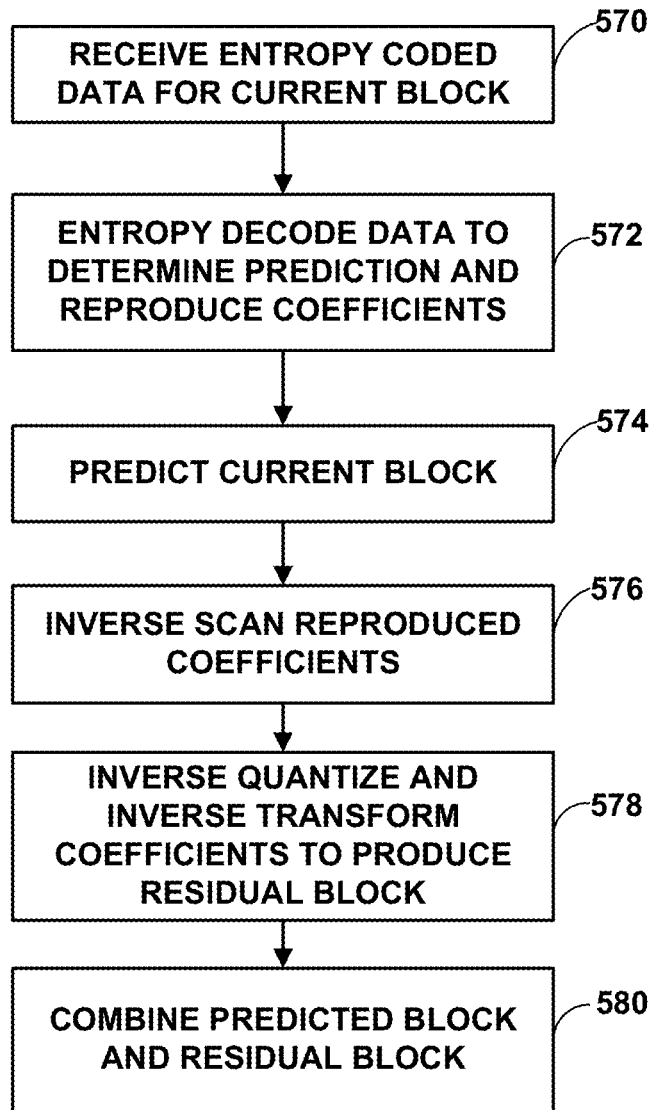 570
RECEIVE ENTROPY CODED
DATA FOR CURRENT BLOCK
572
ENTROPY DECODE DATA TO
DETERMINE PREDICTION AND
REPRODUCE COEFFICIENTS
574
PREDICT CURRENT BLOCK
576
INVERSE SCAN REPRODUCED
COEFFICIENTS
578
INVERSE QUANTIZE AND
INVERSE TRANSFORM
COEFFICIENTS TO PRODUCE
RESIDUAL BLOCK
580
COMBINE PREDICTED BLOCK
AND RESIDUAL BLOCK